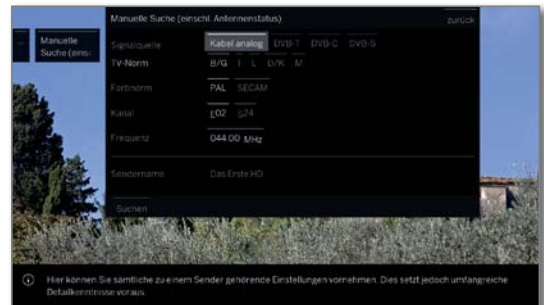 Manuelle Suche (einschl. Antennenstatus)
zurück
Manuelle
Suche (eins-
Signalquelle Kabel analog DVB-T DVB-C DVB-S
TV-Norm B/G I L D/K M
Farbnorm PAL SECAM
Kanal E02 S24
Frequenz 044.00 MHz
Sendername Das Erste HD
Suchen
Hier können Sie sämtliche zu einem Sender gehörende Einstellungen vornehmen. Dies setzt jedoch umfangreiche
Detailkenntnisse voraus.